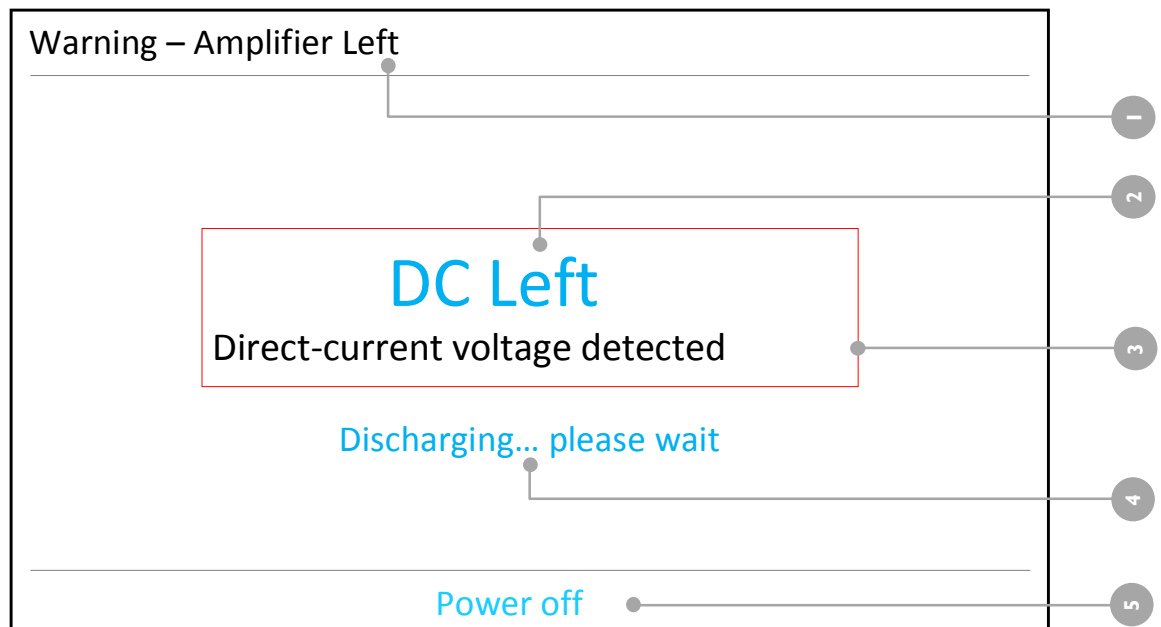 Warning – Amplifier Left
1
2
DC Left
Direct-current voltage detected
3
Discharging... please wait
4
Power off
5